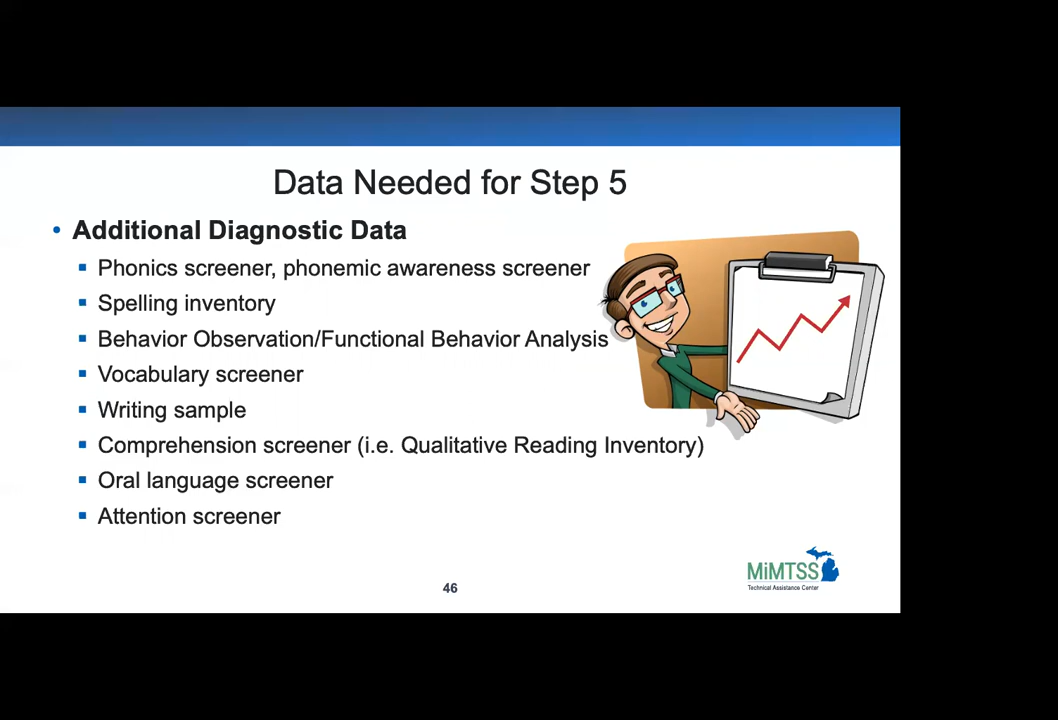 Data Needed for Step 5
• Additional Diagnostic Data
▪ Phonics screener, phonemic awareness screener
▪ Spelling inventory
▪ Behavior Observation/Functional Behavior Analysis
▪ Vocabulary screener
▪ Writing sample
▪ Comprehension screener (i.e. Qualitative Reading Inventory)
▪ Oral language screener
▪ Attention screener
MiMTSS
Technical Assistance Center
46